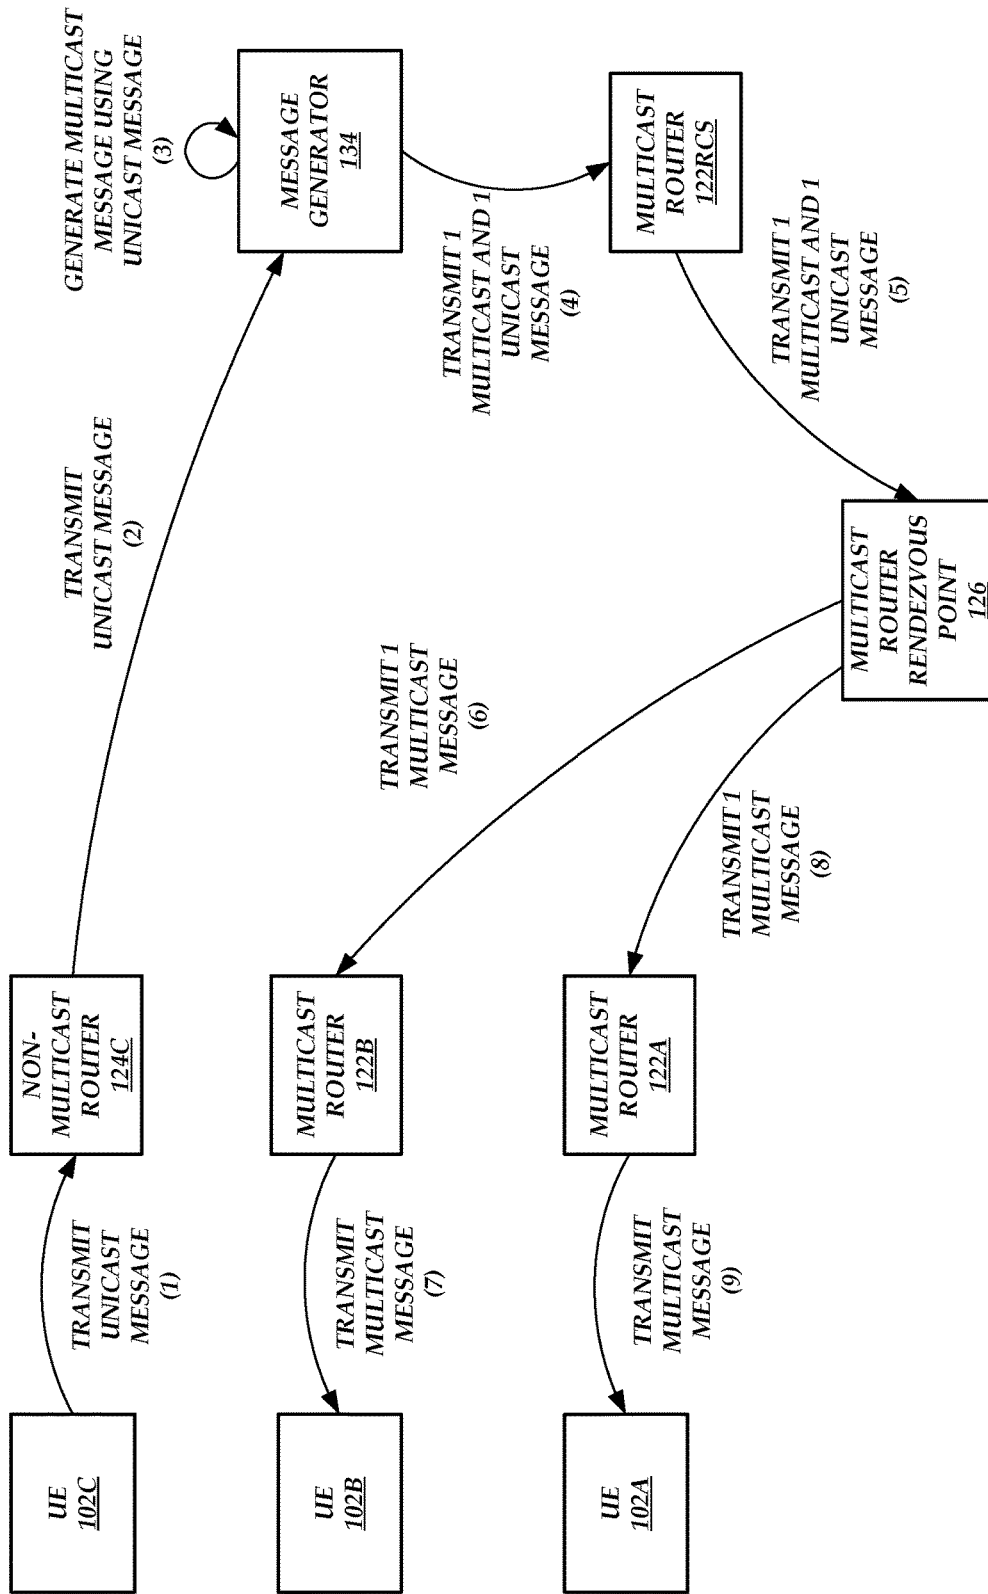 UE
102C
TRANSMIT
UNICAST
MESSAGE
(1)
NON-
MULTICAST
ROUTER
124C
TRANSMIT
UNICAST MESSAGE
(2)
GENERATE MULTICAST
MESSAGE USING
UNICAST MESSAGE
(3)
MESSAGE
GENERATOR
134
TRANSMIT 1
MULTICAST AND 1
UNICAST
MESSAGE
(4)
MULTICAST
ROUTER
122RCS
TRANSMIT 1
MULTICAST AND 1
UNICAST
MESSAGE
(5)
MULTICAST
ROUTER
RENDEZVOUS
POINT
126
TRANSMIT 1
MULTICAST
MESSAGE
(6)
MULTICAST
ROUTER
122B
TRANSMIT
MULTICAST
MESSAGE
(7)
UE
102B
TRANSMIT 1
MULTICAST
MESSAGE
(8)
MULTICAST
ROUTER
122A
TRANSMIT
MULTICAST
MESSAGE
(9)
UE
102A